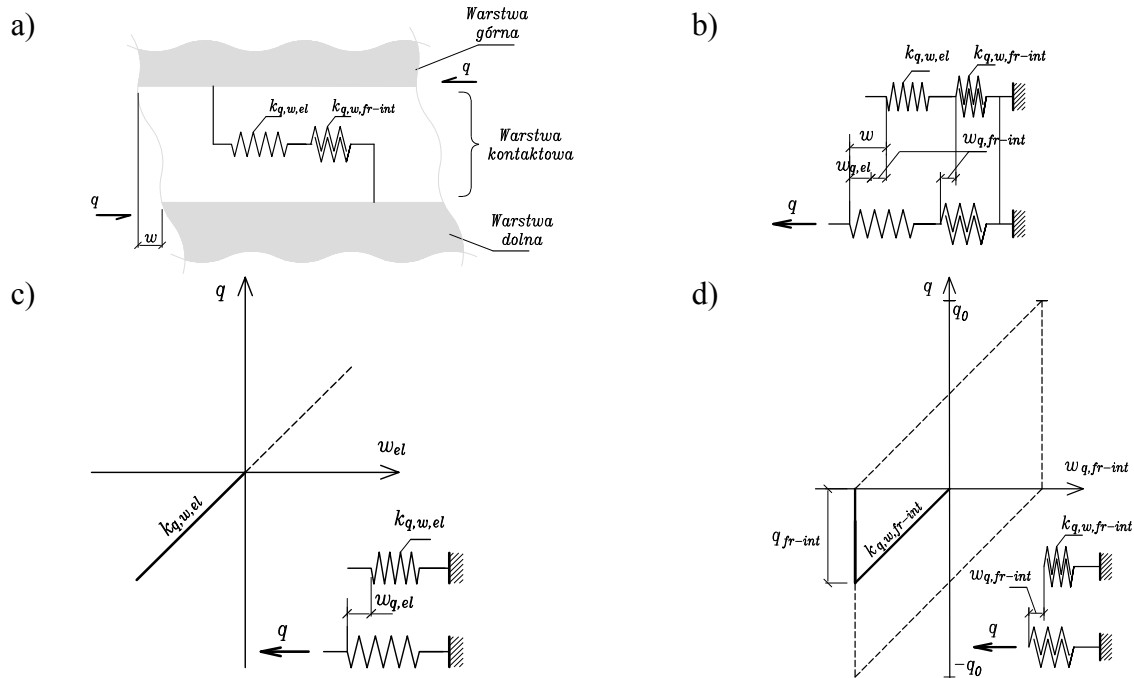 a)
Warstwa
górna
q
k_{q,w,el}
k_{q,w,fr-int}
Warstwa
kontaktowa
q
w
Warstwa
dolna
b)
k_{q,w,el}
k_{q,w,fr-int}
w
w_{q,fr-int}
w_{q,el}
q
c)
q
w_{el}
k_{q,w,el}
k_{q,w,el}
w_{q,el}
q
d)
q
q_0
w_{q,fr-int}
q_{fr-int}
k_{q,w,fr-int}
k_{q,w,fr-int}
w_{q,fr-int}
q
-q_0